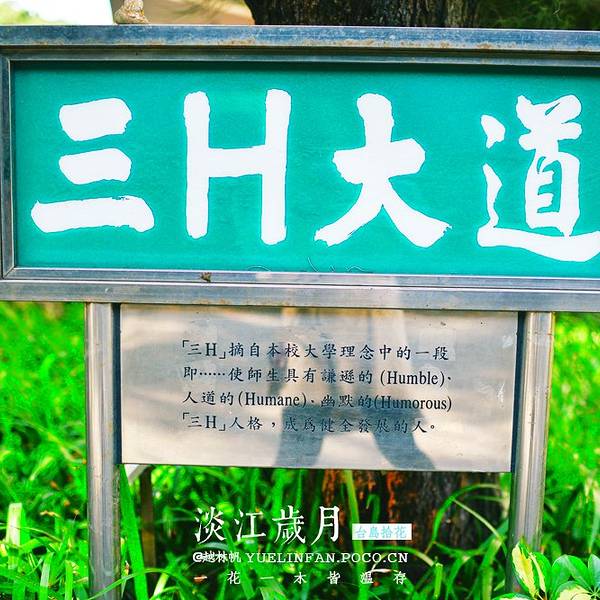 三H大道
「三H」摘自本校大學理念中的一段
即……使師生具有謙遜的 (Humble)、
人道的(Humane)、幽默的(Humorous)
「三H」人格，成為健全發展的人。
淡江歲月 台島拾花
@越林帆 YUELINFAN.POCO.CN
一花一木皆溫存